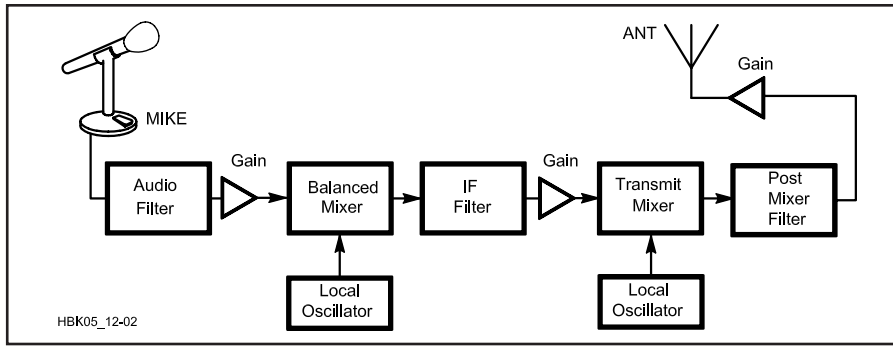 ANT
Gain
MIKE
Gain
Gain
Audio
Filter
Balanced
Mixer
IF
Filter
Transmit
Mixer
Post
Mixer
Filter
Local
Oscillator
Local
Oscillator
HBK05_12-02